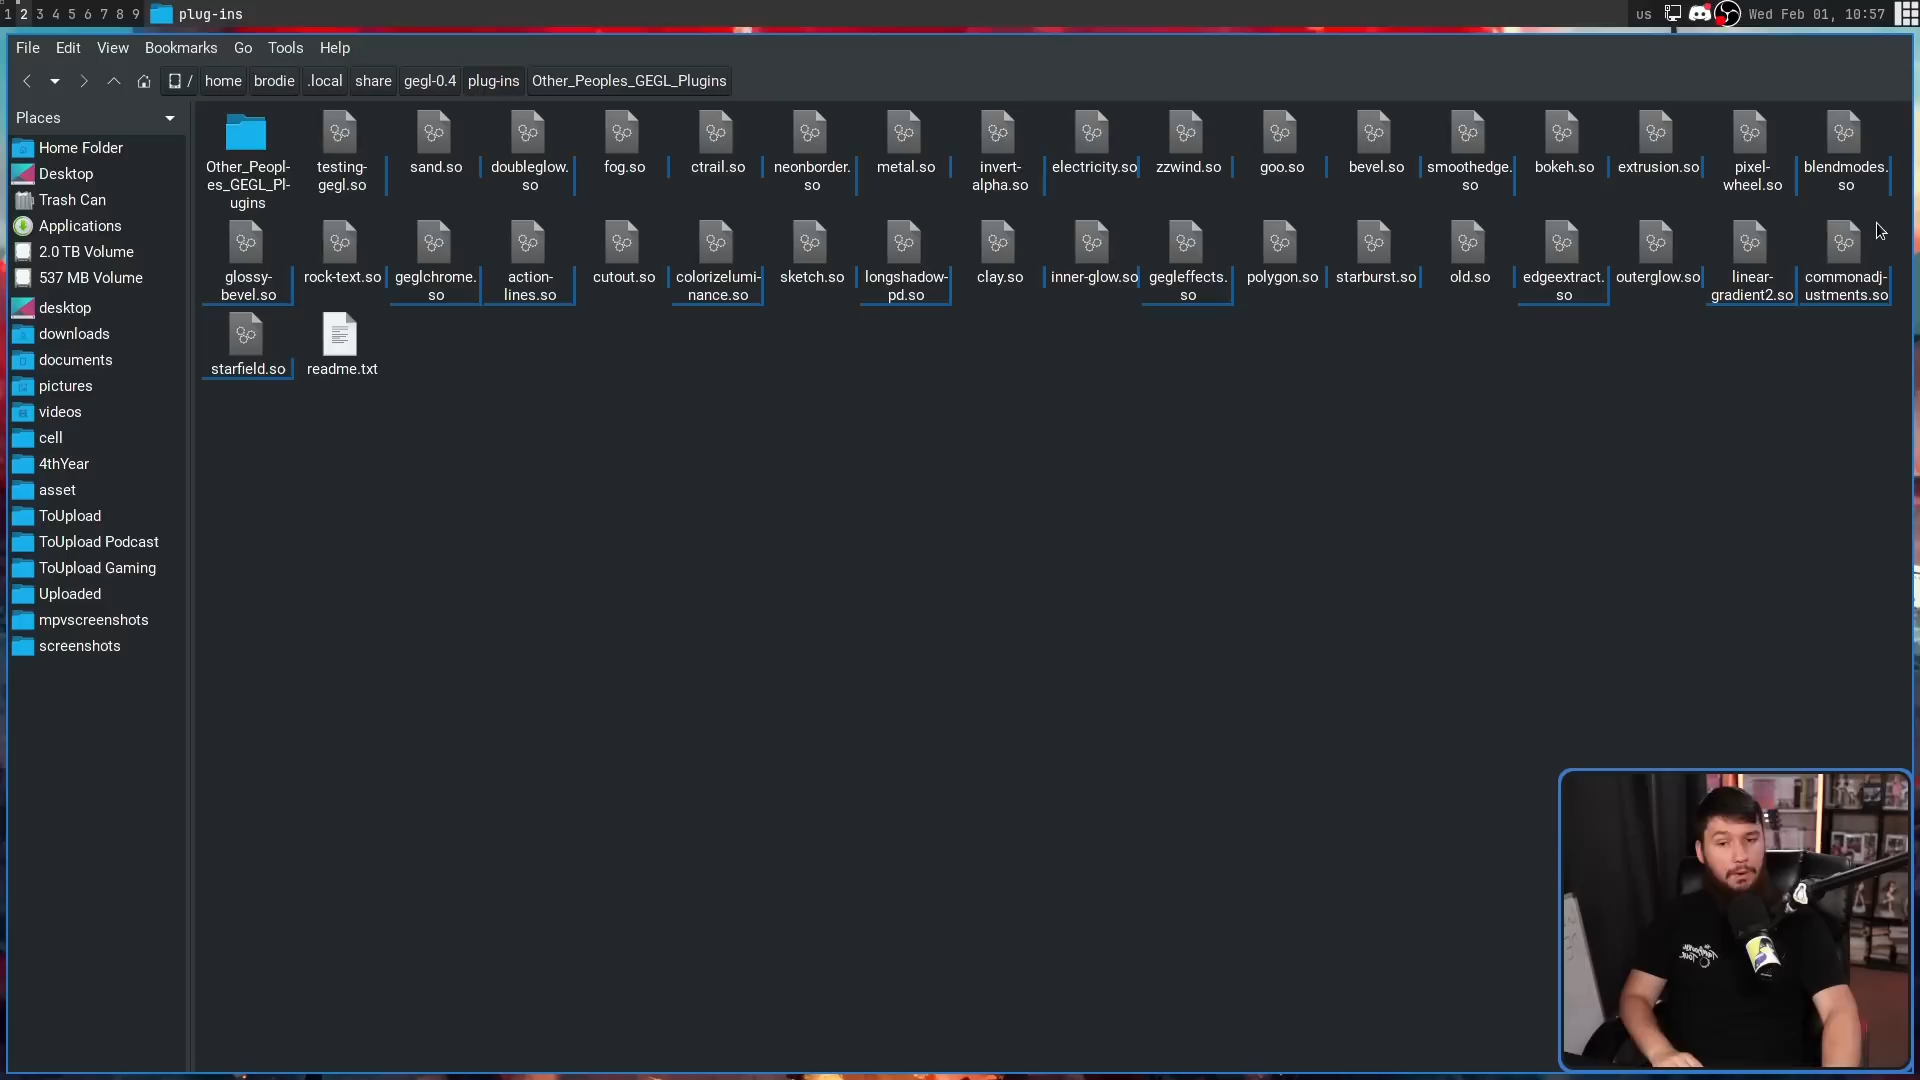 1 2 3 4 5 6 7 8 9 plug-ins
us Wed Feb 01, 10:57
File Edit View Bookmarks Go Tools Help
/ home brodie .local share gegl-0.4 plug-ins Other_Peoples_GEGL_Plugins
Places
Home Folder
Desktop
Trash Can
Applications
2.0 TB Volume
537 MB Volume
desktop
downloads
documents
pictures
videos
cell
4thYear
asset
ToUpload
ToUpload Podcast
ToUpload Gaming
Uploaded
mpvscreenshots
screenshots
Other_Peopl-
es_GEGL_Pl-
ugins
testing-
gegl.so
sand.so
doubleglow.
so
fog.so
ctrail.so
neonborder.
so
metal.so
invert-
alpha.so
electricity.so
zzwind.so
goo.so
bevel.so
smoothedge.
so
bokeh.so
extrusion.so
pixel-
wheel.so
blendmodes.
so
glossy-
bevel.so
rock-text.so
geglchrome.
so
action-
lines.so
cutout.so
colorizelumi-
nance.so
sketch.so
longshadow-
pd.so
clay.so
inner-glow.so
gegleffects.
so
polygon.so
starburst.so
old.so
edgeextract.
so
outerglow.so
linear-
gradient2.so
commonadj-
ustments.so
starfield.so
readme.txt